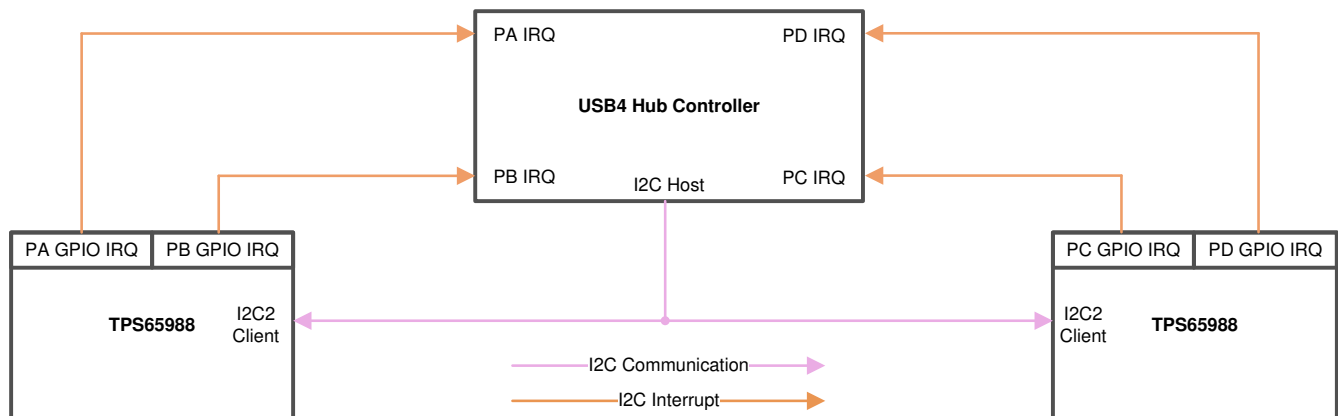 PA IRQ
PD IRQ
USB4 Hub Controller
PB IRQ
I2C Host
PC IRQ
PA GPIO IRQ
PB GPIO IRQ
PC GPIO IRQ
PD GPIO IRQ
TPS65988
I2C2
Client
I2C2
Client
TPS65988
I2C Communication
I2C Interrupt